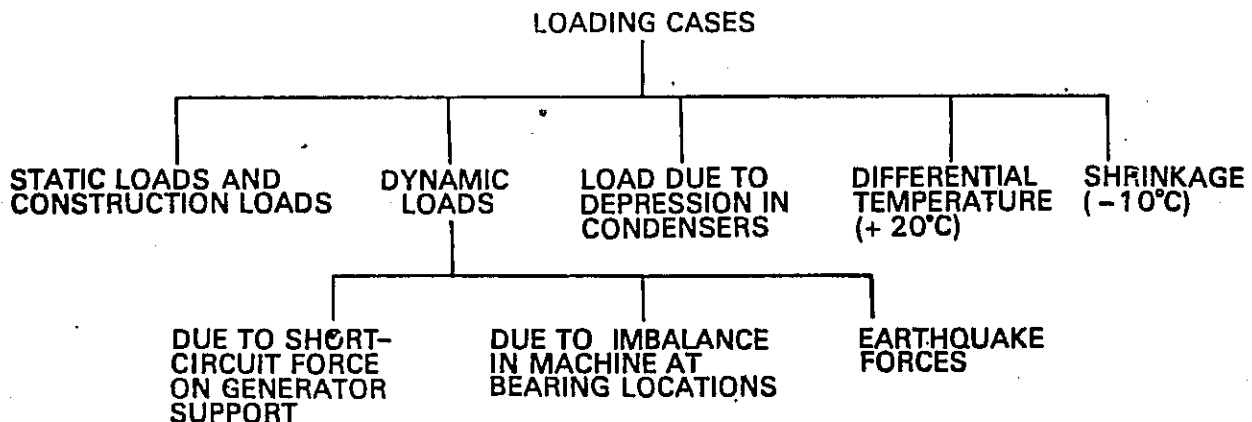 LOADING CASES
STATIC LOADS AND
CONSTRUCTION LOADS
DYNAMIC
LOADS
LOAD DUE TO
DEPRESSION IN
CONDENSERS
DIFFERENTIAL
TEMPERATURE
(+ 20°C)
SHRINKAGE
(-10°C)
DUE TO SHORT-
CIRCUIT FORCE
ON GENERATOR
SUPPORT
DUE TO IMBALANCE
IN MACHINE AT
BEARING LOCATIONS
EARTHQUAKE
FORCES